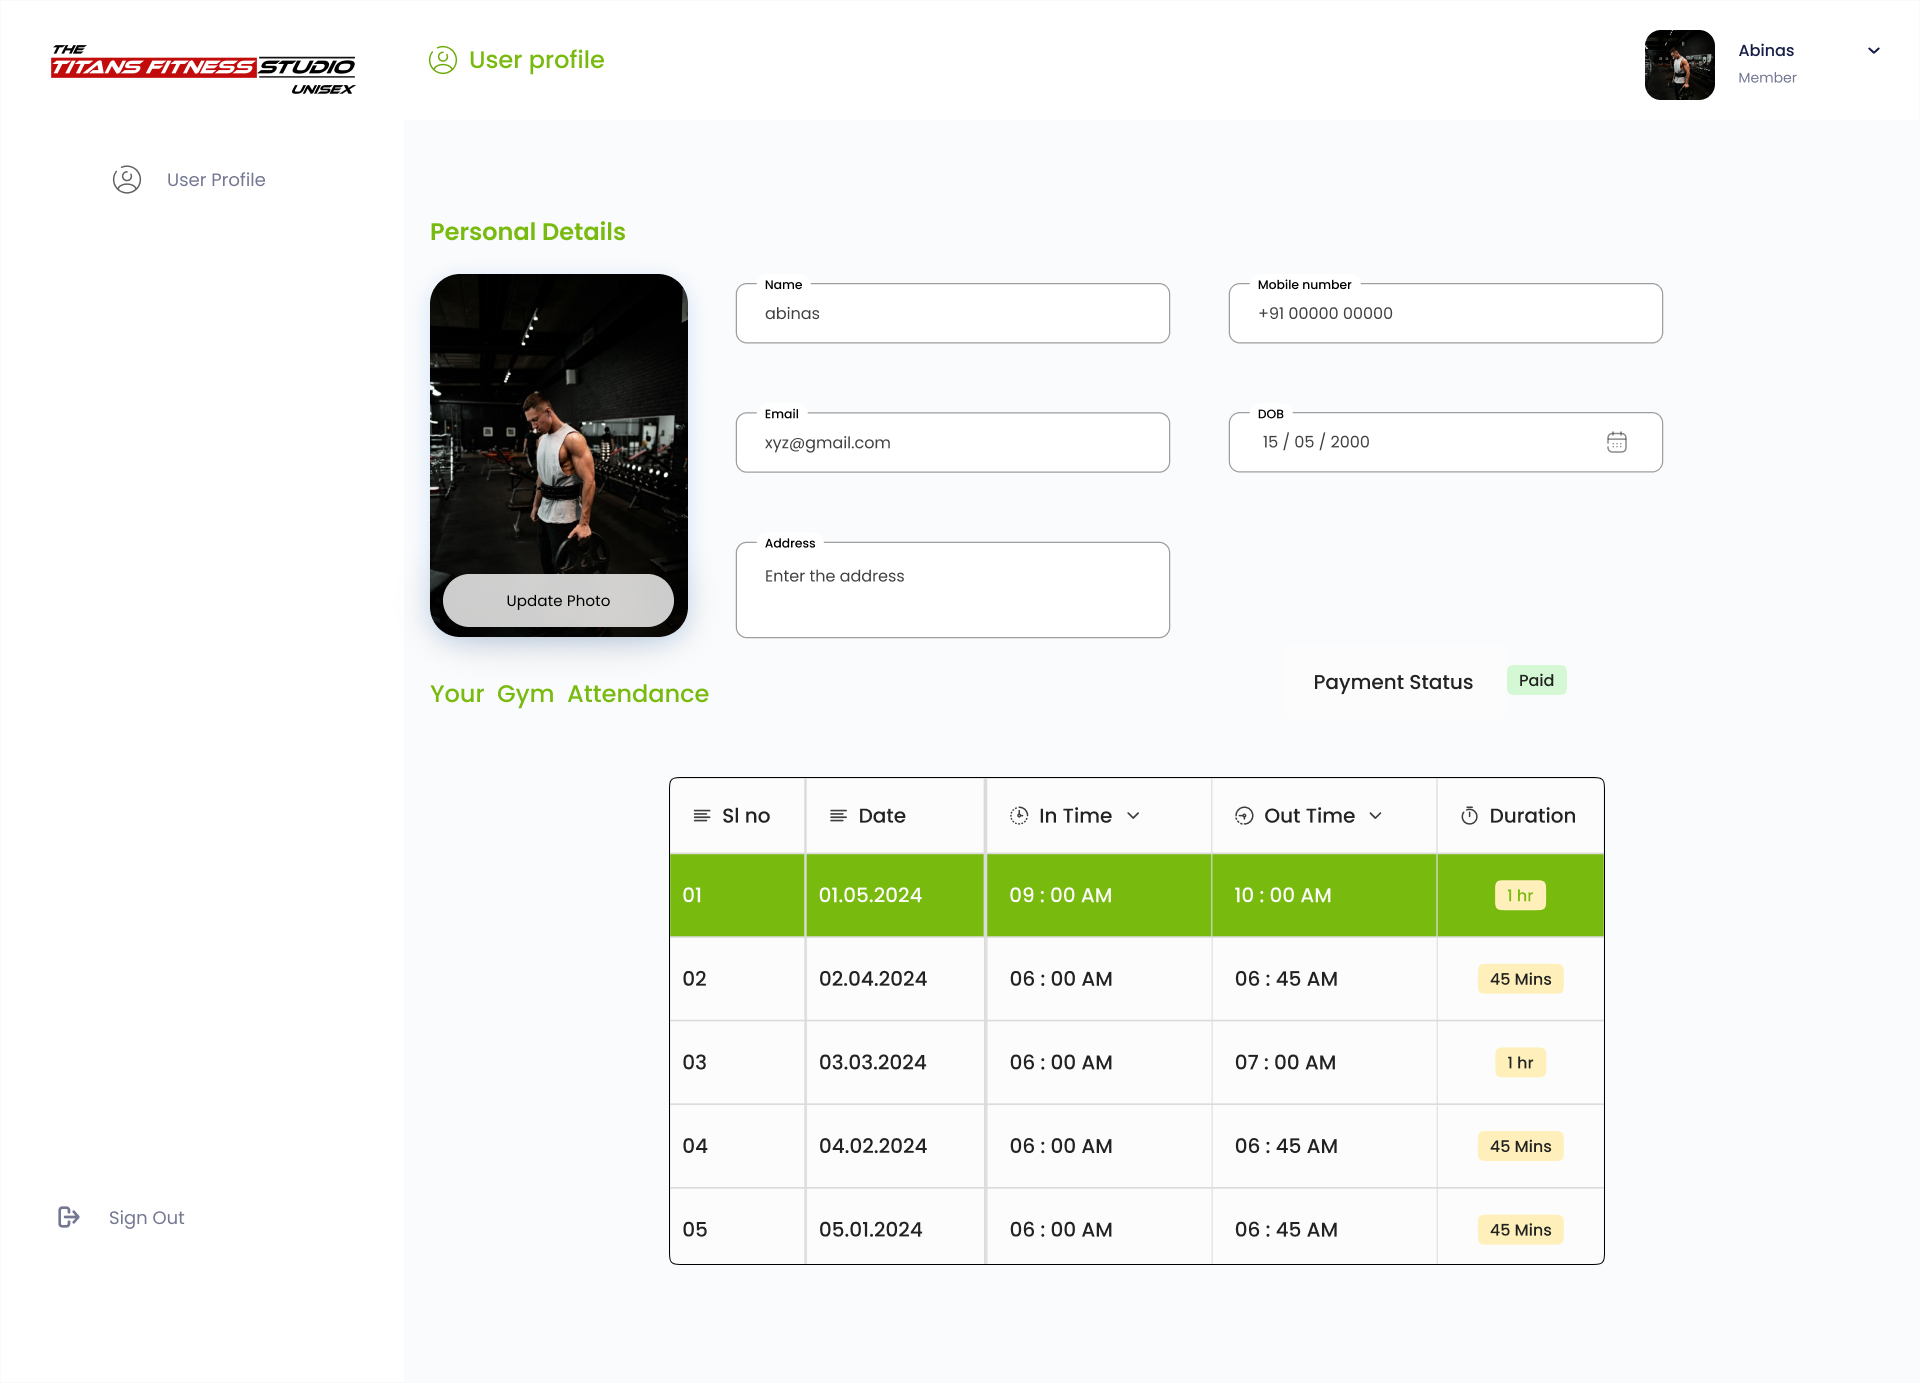 THE
TITANS FITNESS STUDIO
UNISEX
User profile
Abinas
Member
User Profile
Personal Details
Name
abinas
Mobile number
+91 00000 00000
Email
xyz@gmail.com
DOB
15 / 05 / 2000
Address
Enter the address
Update Photo
Your Gym Attendance
Payment Status
Paid
Sl no Date In Time Out Time Duration
01 01.05.2024 09 : 00 AM 10 : 00 AM 1 hr
02 02.04.2024 06 : 00 AM 06 : 45 AM 45 Mins
03 03.03.2024 06 : 00 AM 07 : 00 AM 1 hr
04 04.02.2024 06 : 00 AM 06 : 45 AM 45 Mins
05 05.01.2024 06 : 00 AM 06 : 45 AM 45 Mins
Sign Out